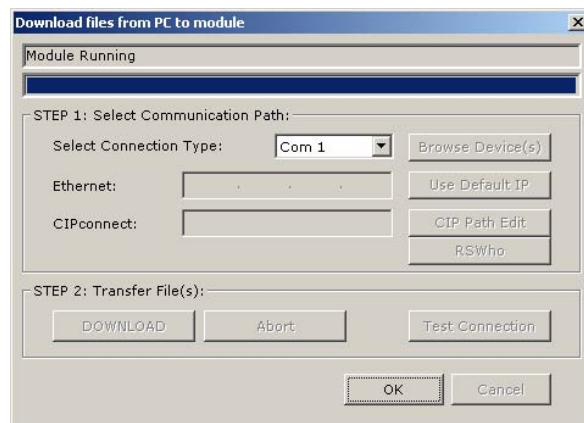 Download files from PC to module
Module Running
STEP 1: Select Communication Path:
Select Connection Type: Com 1 Browse Device(s)
Ethernet: . . . Use Default IP
CIPconnect: CIP Path Edit
RSWho
STEP 2: Transfer File(s):
DOWNLOAD Abort Test Connection
OK Cancel